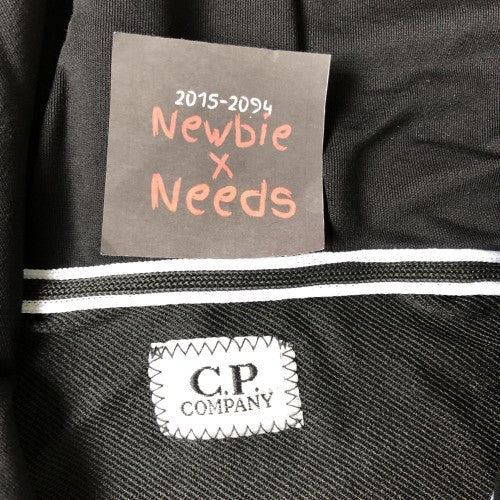 2015-2094
Newbie
x
Needs
C.P.
COMPANY